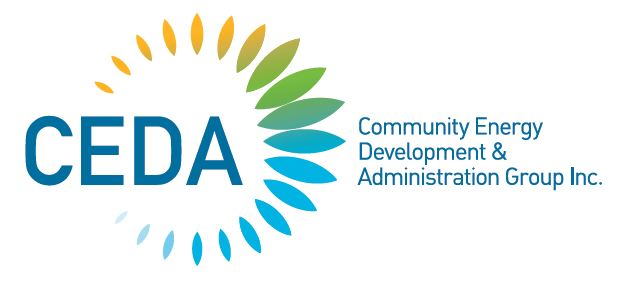 CEDA
Community Energy
Development &
Administration Group Inc.